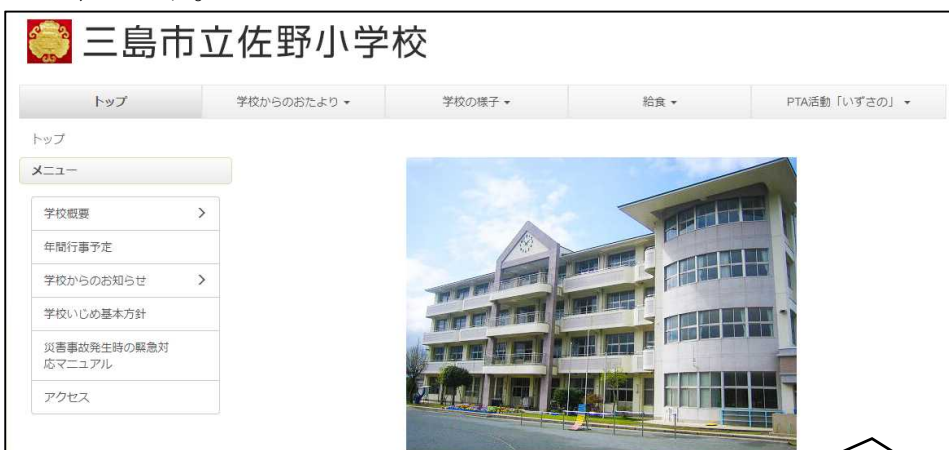 三島市立佐野小学校
トップ
学校からのおたより ▾
学校の様子 ▾
給食 ▾
PTA活動「いずさの」 ▾
トップ
メニュー
学校概要
年間行事予定
学校からのお知らせ
学校いじめ基本方針
災害事故発生時の緊急対
応マニュアル
アクセス